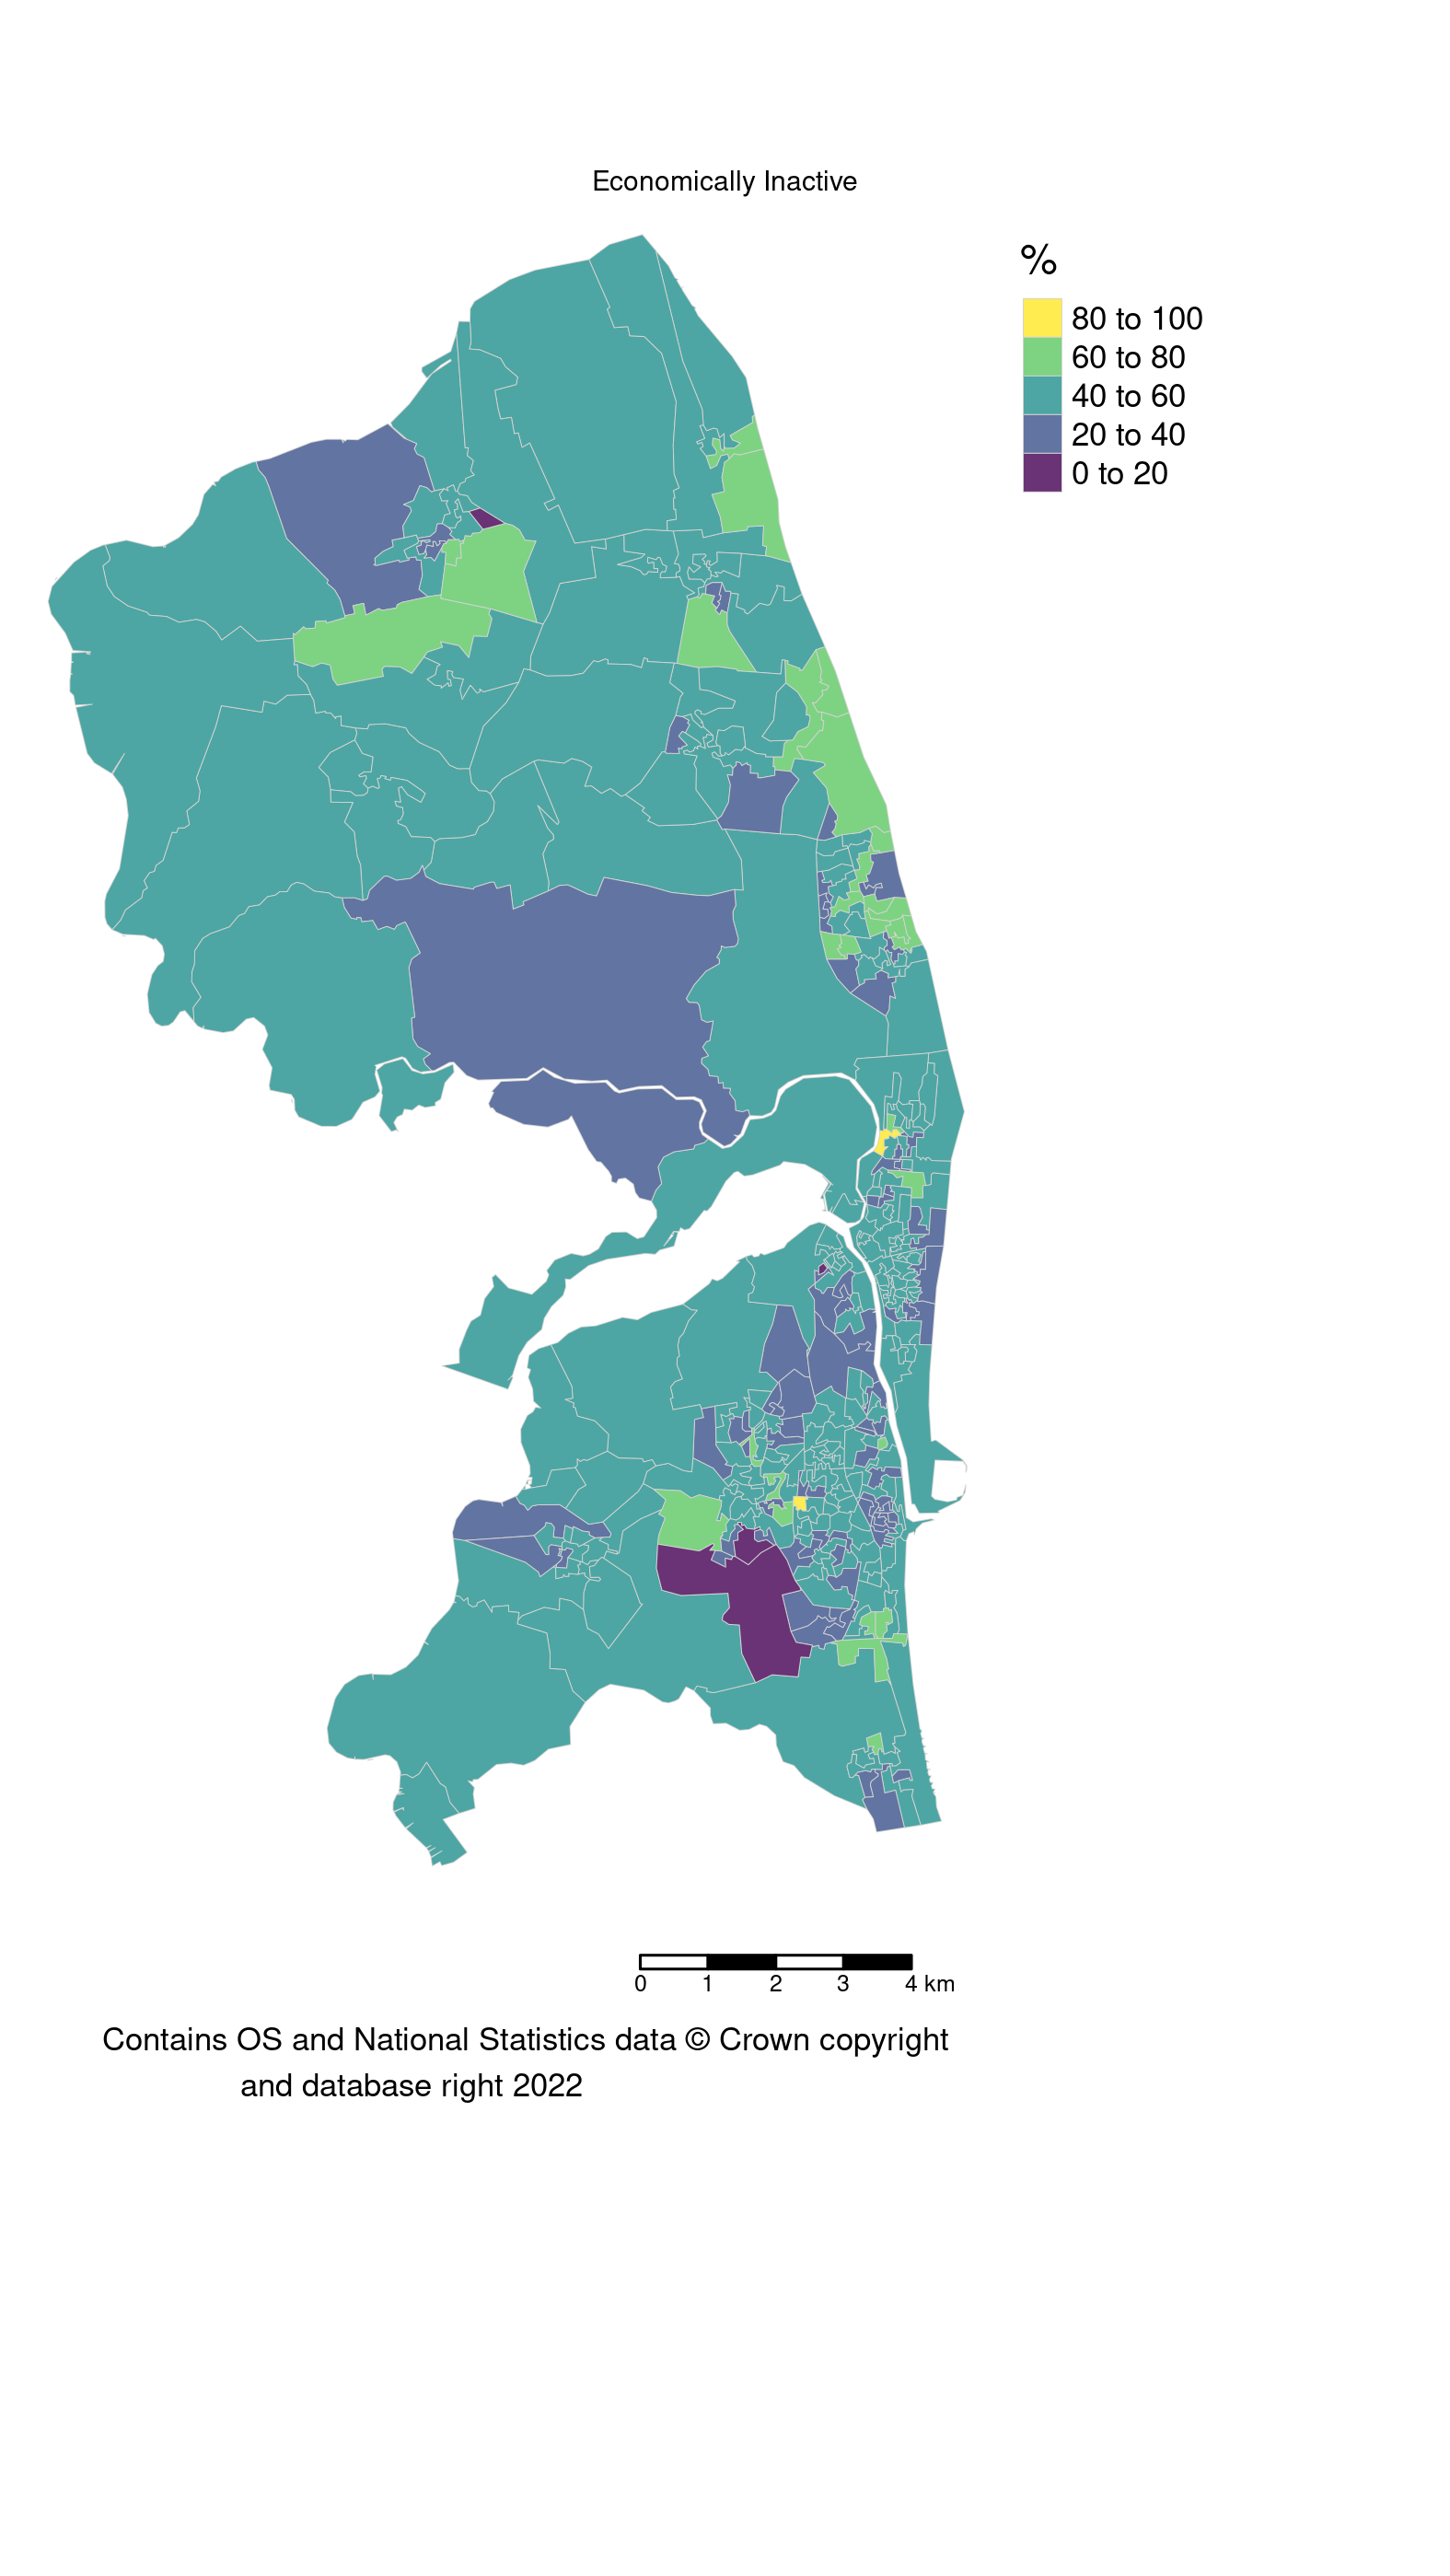 Economically Inactive
%
80 to 100
60 to 80
40 to 60
20 to 40
0 to 20
0 1 2 3 4 km
Contains OS and National Statistics data © Crown copyright
and database right 2022